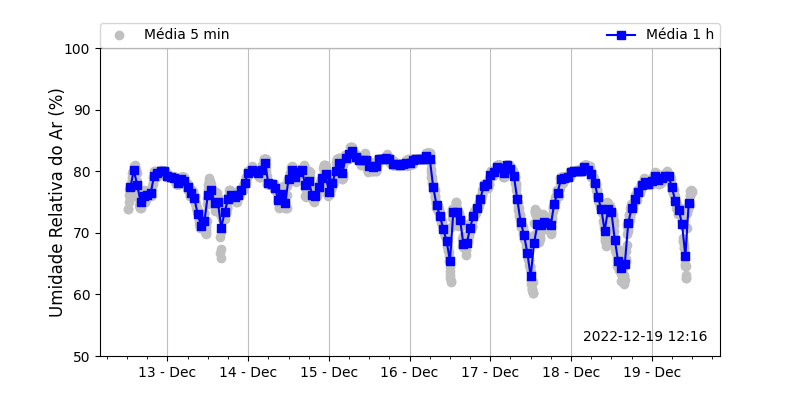 Média 5 min
Média 1 h
Umidade Relativa do Ar (%)
100
90
80
70
60
50
2022-12-19 12:16
13 - Dec
14 - Dec
15 - Dec
16 - Dec
17 - Dec
18 - Dec
19 - Dec